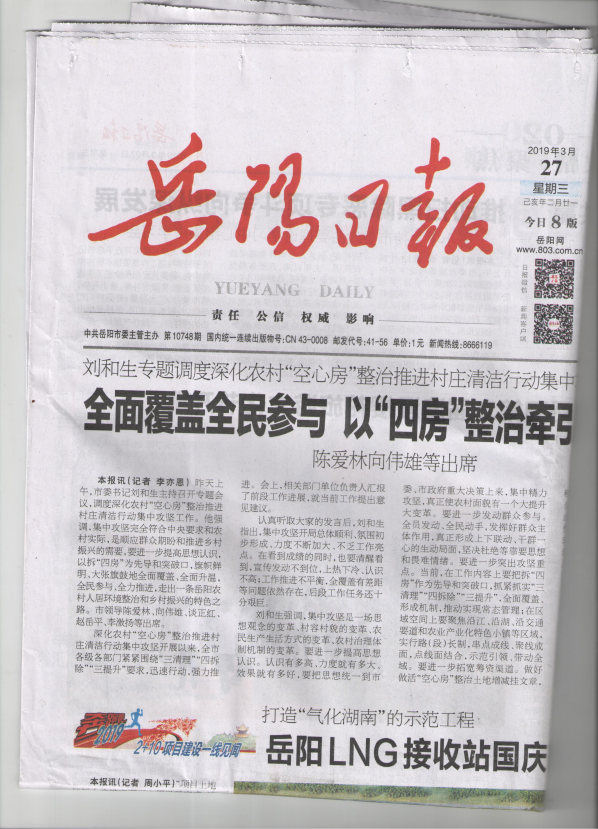 岳阳日报
YUEYANG DAILY
责任 公信 权威 影响
2019年3月
27
星期三
己亥年二月廿一
今日8版
岳阳网
www.803.com.cn
日报微信
新闻客户端
中共岳阳市委主管主办 第10748期 国内统一连续出版物号:CN 43-0008 邮发代号:41-56 单价:1元 新闻热线:8666119
刘和生专题调度深化农村“空心房”整治推进村庄清洁行动集中
全面覆盖全民参与 以“四房”整治牵引
陈爱林向伟雄等出席
本报讯(记者 李亦恩) 昨天上
午,市委书记刘和生主持召开专题会
议,调度深化农村“空心房”整治推进
村庄清洁行动集中攻坚工作。他强
调,集中攻坚完全符合中央要求和农
村实际,是顺应群众期盼和推进乡村
振兴的需要,要进一步提高思想认识,
以拆“四房”为先导和突破口,旗帜鲜
明、大张旗鼓地全面覆盖、全面升温、
全民参与、全力推进,走出一条岳阳农
村人居环境整治和乡村振兴的特色之
路。市领导陈爱林、向伟雄、谈正红、
赵岳平、李激扬等出席。
深化农村“空心房”整治推进村
庄清洁行动集中攻坚开展以来,全市
各级各部门紧紧围绕“三清理”“四拆
除”“三提升”要求,迅速行动,强力推
进。会上,相关部门单位负责人汇报
了前段工作进展,就当前工作提出意
见建议。
认真听取大家的发言后,刘和生
指出,集中攻坚开局总体顺利、氛围初
步形成、力度不断加大、不乏工作亮
点。在看到成绩的同时,也要清醒看
到,宣传发动不到位,上热下冷、认识
不高;工作推进不平衡,全覆盖有差距
等问题依然存在,后段工作任务还十
分艰巨。
刘和生强调,集中攻坚是一场思
想观念的变革、村容村貌的变革、农
民生产生活方式的变革、农村治理体
制机制的变革。要进一步提高思想
认识。认识有多高,力度就有多大,
效果就有多好,要把思想统一到市
委、市政府重大决策上来,集中精力
攻坚,真正使农村面貌有一个大提升
大变革。要进一步发动群众参与。
全员发动、全民动手,发挥好群众主
体作用,真正形成上下联动、干群一
心的生动局面,坚决杜绝等靠要思想
和畏难情绪。要进一步突出攻坚重
点。当前,在工作内容上要把拆“四
房”作为先导和突破口,抓紧抓实“三
清理”“四拆除”“三提升”,全面覆盖,
形成机制,推动实现常态管理;在区
域空间上要聚焦沿江、沿湖、沿交通
要道和农业产业化特色小镇等区域,
实行路(段)长制,串点成线、聚线成
面、点线面结合,示范引领,带动全
域。要进一步拓宽筹资渠道。做好
做活“空心房”整治土地增减挂文章,
2019
2+10·项目建设一线见闻
打造“气化湖南”的示范工程
岳阳LNG接收站国庆
本报讯(记者 周小平)